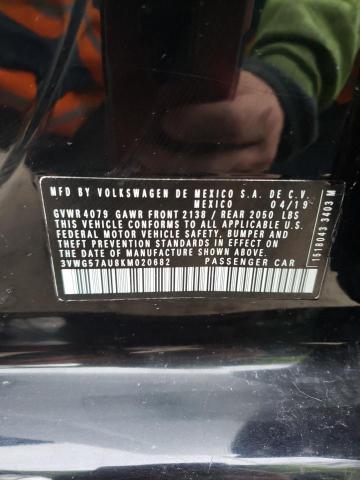 MFD BY VOLKSWAGEN DE MEXICO S.A. DE C.V.
MEXICO 04/19
GVWR 4079 GAWR FRONT 2138 / REAR 2050 LBS
THIS VEHICLE CONFORMS TO ALL APPLICABLE U.S.
FEDERAL MOTOR VEHICLE SAFETY, BUMPER AND
THEFT PREVENTION STANDARDS IN EFFECT ON
THE DATE OF MANUFACTURE SHOWN ABOVE.
3VWG57AU8KM020682 PASSENGER CAR
15180043 3403 M